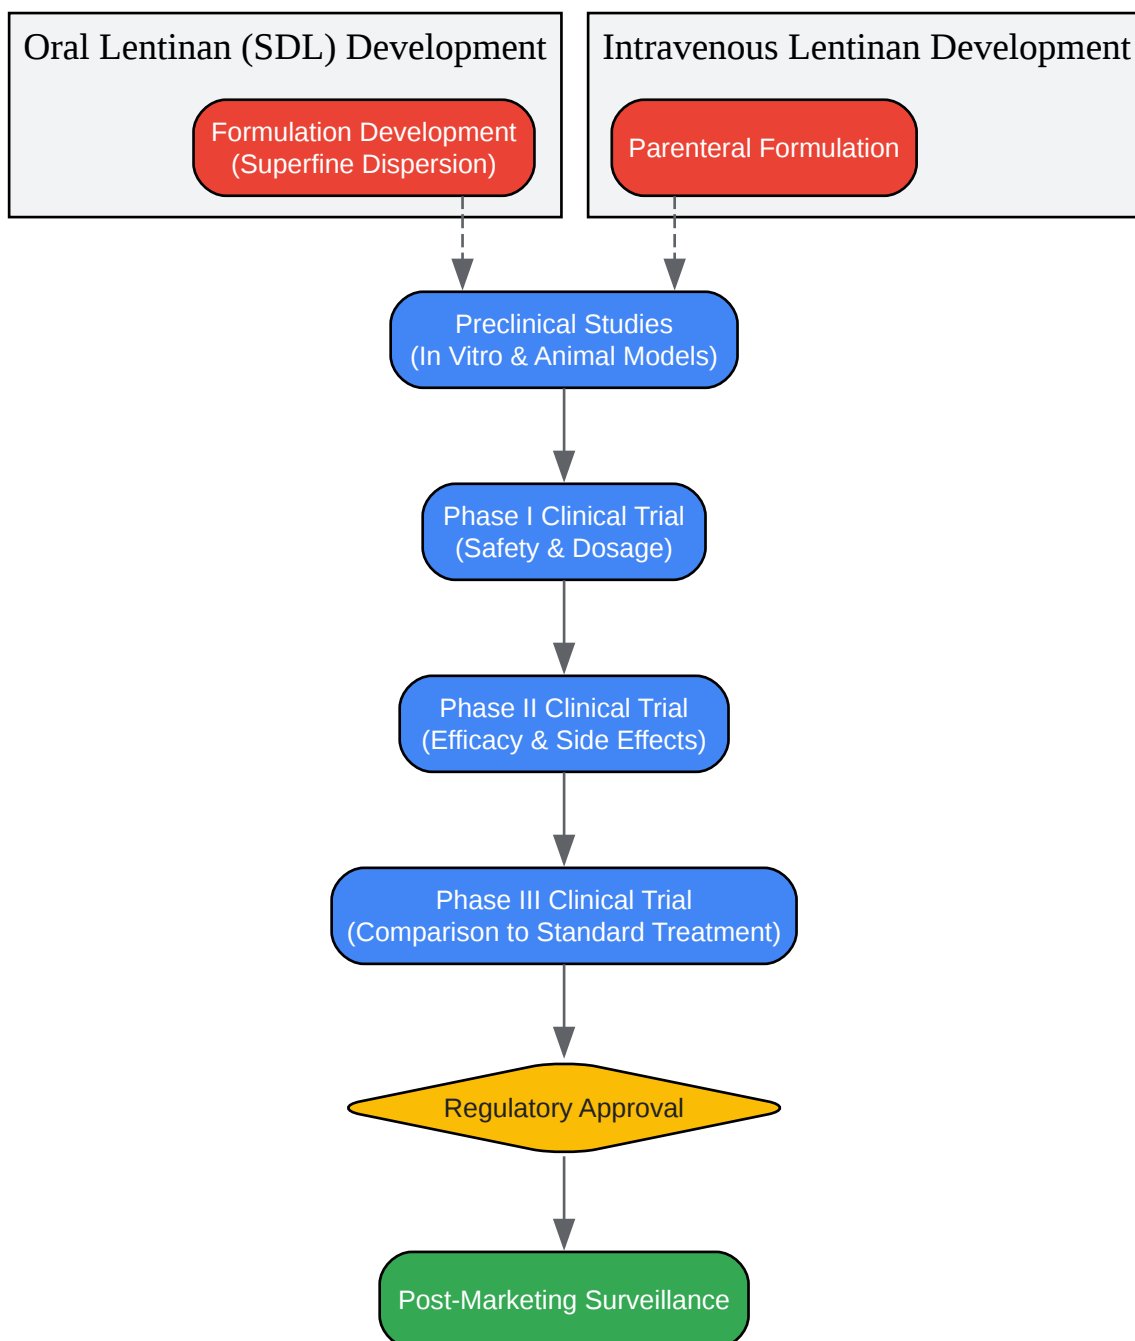 Oral Lentinan (SDL) Development
Intravenous Lentinan Development
Formulation Development
(Superfine Dispersion)
Parenteral Formulation
Preclinical Studies
(In Vitro & Animal Models)
Phase I Clinical Trial
(Safety & Dosage)
Phase II Clinical Trial
(Efficacy & Side Effects)
Phase III Clinical Trial
(Comparison to Standard Treatment)
Regulatory Approval
Post-Marketing Surveillance